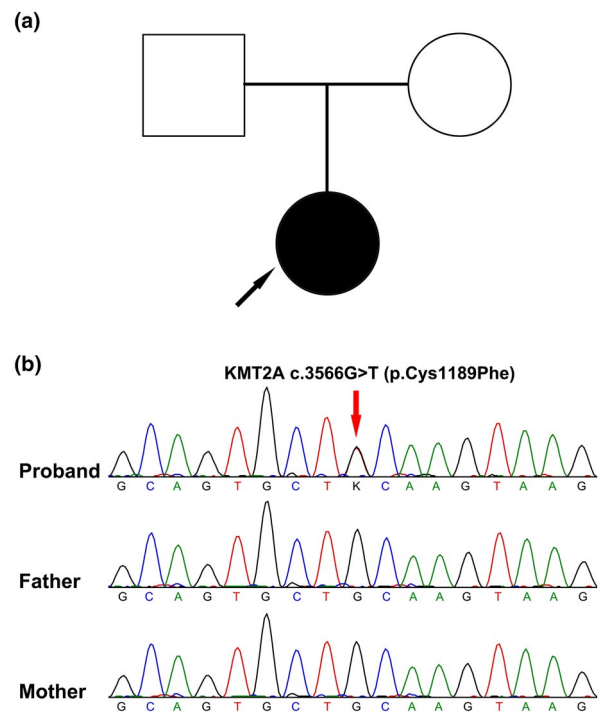 (a)
(b)
KMT2A c.3566G>T (p.Cys1189Phe)
Proband
G C A G T G C T K C A A G T A A G
Father
G C A G T G C T G C A A G T A A G
Mother
G C A G T G C T G C A A G T A A G